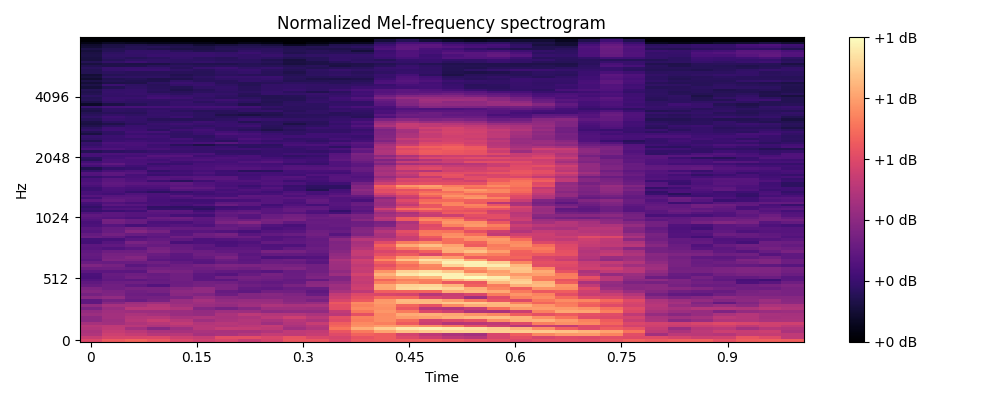 Normalized Mel-frequency spectrogram
Hz
4096
2048
1024
512
0
0 0.15 0.3 0.45 0.6 0.75 0.9
Time
+1 dB
+1 dB
+1 dB
+0 dB
+0 dB
+0 dB